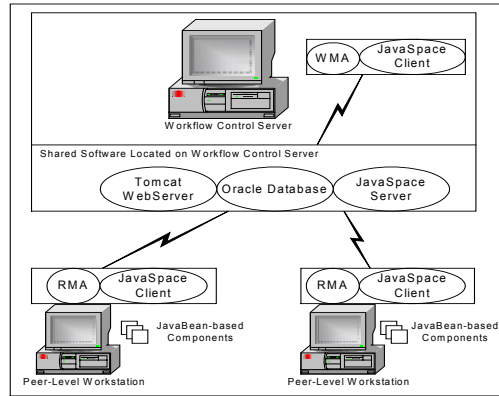 WMA
JavaSpace
Client
Workflow Control Server
Shared Software Located on Workflow Control Server
Tomcat
WebServer
Oracle Database
JavaSpace
Server
RMA
JavaSpace
Client
JavaBean-based
Components
Peer-Level Workstation
RMA
JavaSpace
Client
JavaBean-based
Components
Peer-Level Workstation